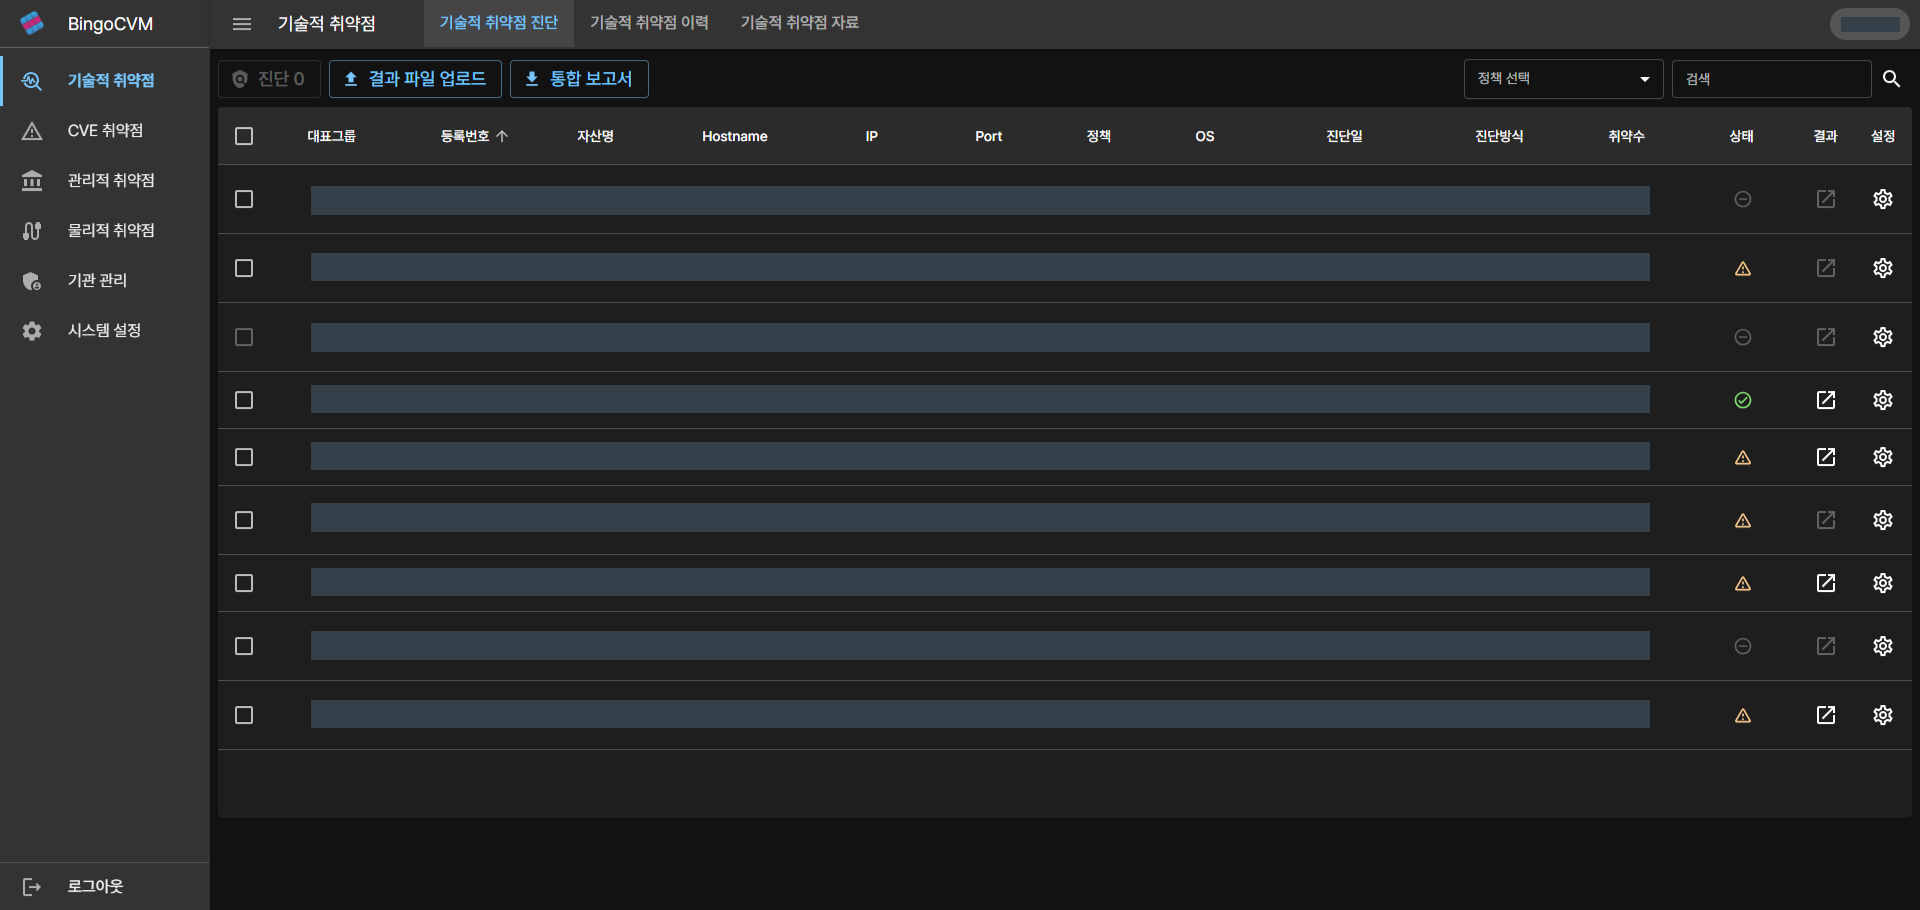 BingoCVM
기술적 취약점
기술적 취약점 진단
기술적 취약점 이력
기술적 취약점 자료
기술적 취약점
CVE 취약점
관리적 취약점
물리적 취약점
기관 관리
시스템 설정
로그아웃
진단 0
결과 파일 업로드
통합 보고서
정책 선택
검색
대표그룹 등록번호 자산명 Hostname IP Port 정책 OS 진단일 진단방식 취약수 상태 결과 설정